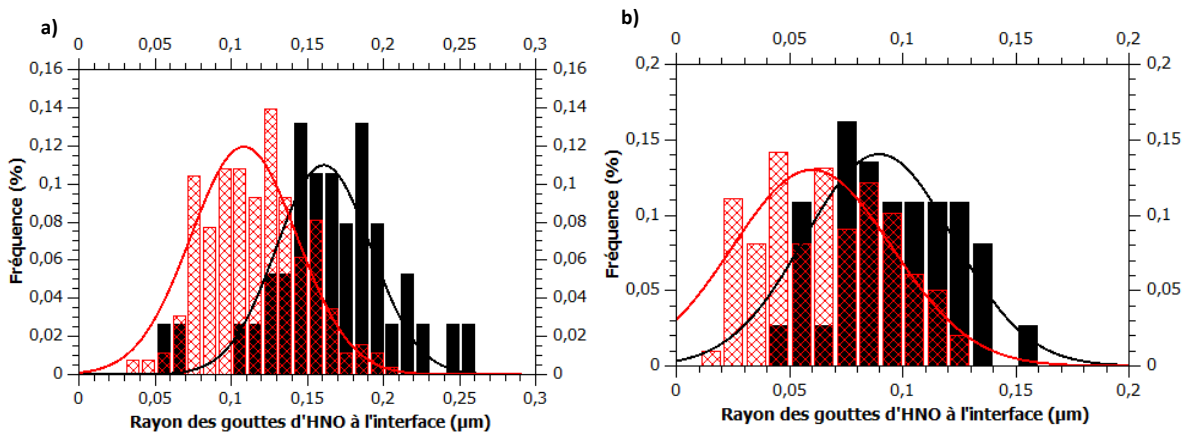 a)
0 0,05 0,1 0,15 0,2 0,25 0,3
0,16 0,16
0,14 0,14
0,12 0,12
0,1 0,1
0,08 0,08
0,06 0,06
0,04 0,04
0,02 0,02
0 0
Fréquence (%)
0 0,05 0,1 0,15 0,2 0,25 0,3
Rayon des gouttes d'HNO à l'interface (µm)
b)
0 0,05 0,1 0,15 0,2
0,2 0,2
0,15 0,15
0,1 0,1
0,05 0,05
0 0
Fréquence (%)
0 0,05 0,1 0,15 0,2
Rayon des gouttes d'HNO à l'interface (µm)